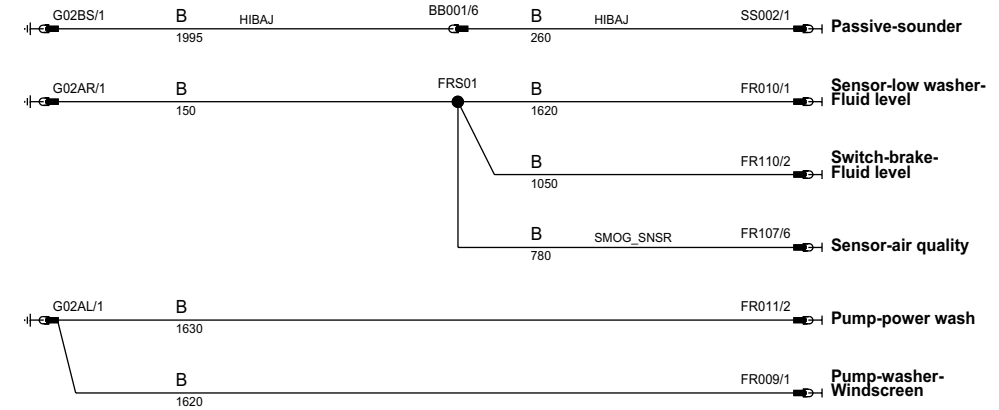 G02BS/1 B HIBAJ BB001/6 B HIBAJ SS002/1 Passive-sounder
1995 260
G02AR/1 B FRS01 B FR010/1 Sensor-low washer-
Fluid level
150 1620
B FR110/2 Switch-brake-
Fluid level
1050
B SMOG_SNSR FR107/6 Sensor-air quality
780
G02AL/1 B FR011/2 Pump-power wash
1630
B FR009/1 Pump-washer-
Windscreen
1620